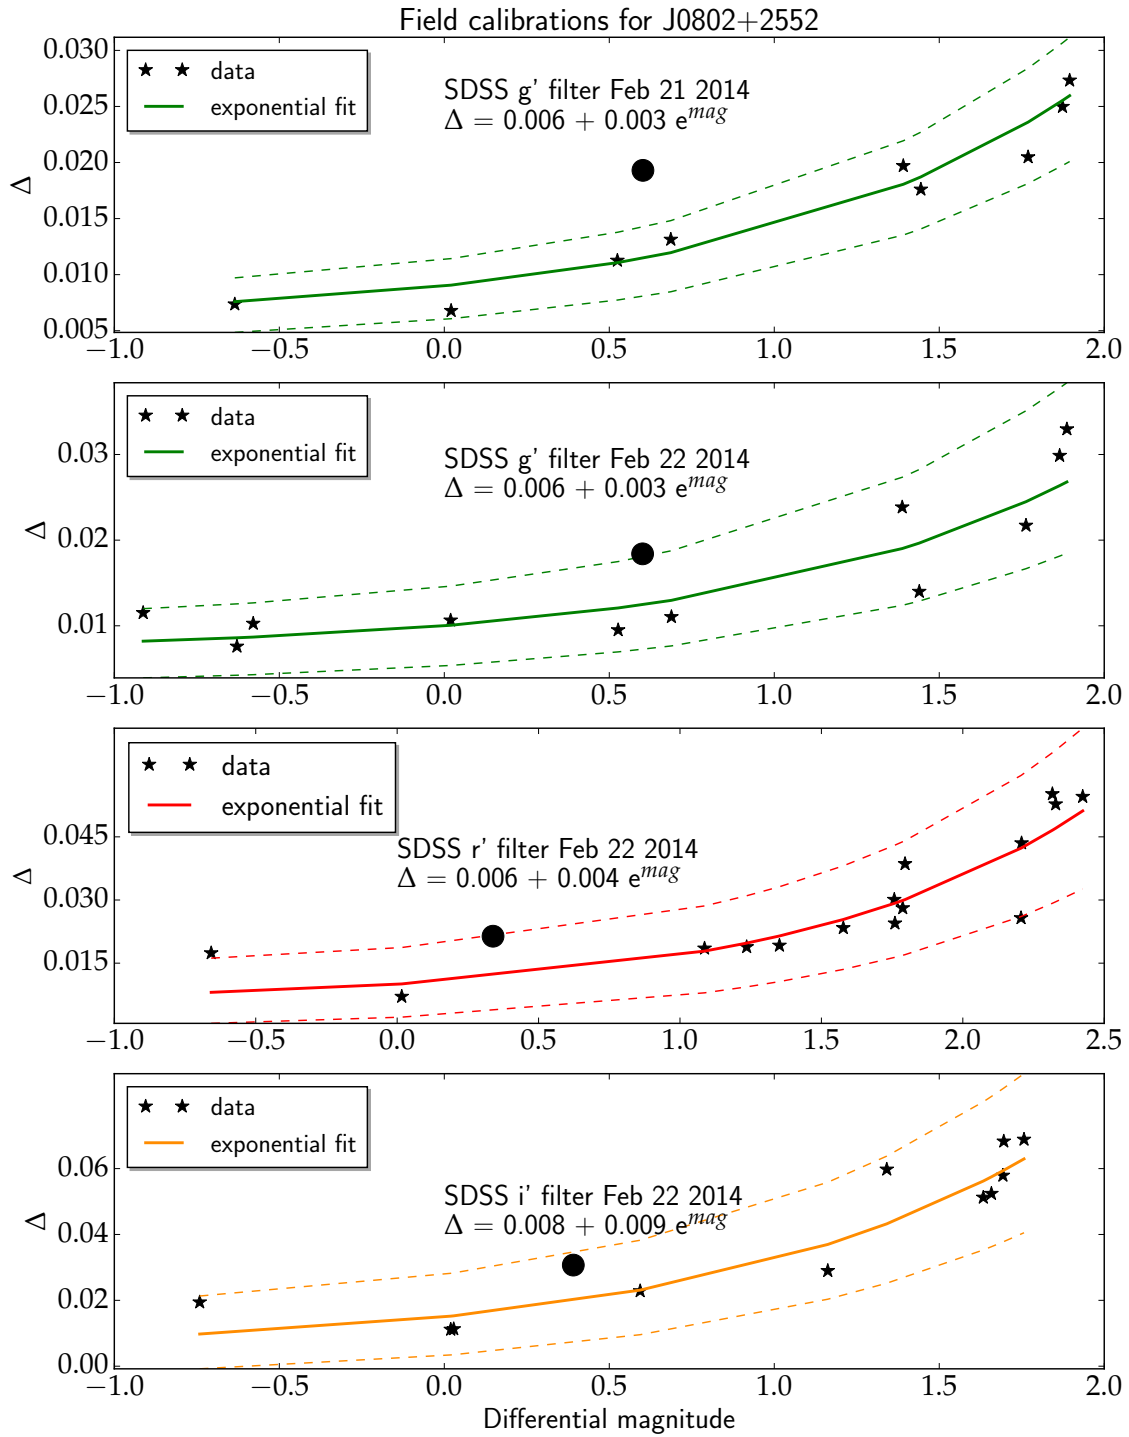 Field calibrations for J0802+2552
0.030
0.025
0.020
0.015
0.010
0.005
Δ
data
exponential fit
SDSS g' filter Feb 21 2014
Δ = 0.006 + 0.003 e^mag
−1.0 −0.5 0.0 0.5 1.0 1.5 2.0
0.03
0.02
0.01
Δ
data
exponential fit
SDSS g' filter Feb 22 2014
Δ = 0.006 + 0.003 e^mag
−1.0 −0.5 0.0 0.5 1.0 1.5 2.0
0.045
0.030
0.015
Δ
data
exponential fit
SDSS r' filter Feb 22 2014
Δ = 0.006 + 0.004 e^mag
−1.0 −0.5 0.0 0.5 1.0 1.5 2.0 2.5
0.06
0.04
0.02
0.00
Δ
data
exponential fit
SDSS i' filter Feb 22 2014
Δ = 0.008 + 0.009 e^mag
−1.0 −0.5 0.0 0.5 1.0 1.5 2.0
Differential magnitude